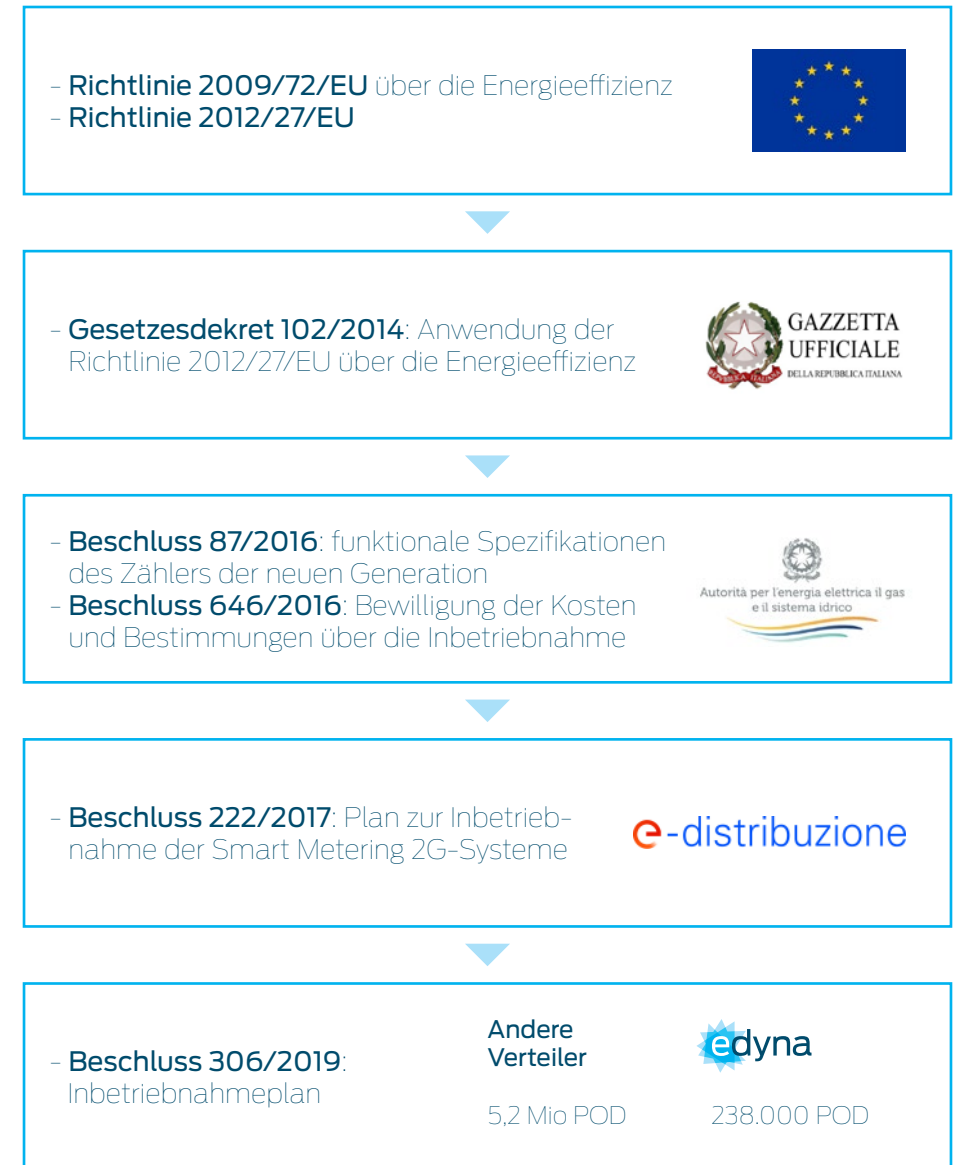 - Richtlinie 2009/72/EU über die Energieeffizienz
- Richtlinie 2012/27/EU
- Gesetzesdekret 102/2014: Anwendung der
Richtlinie 2012/27/EU über die Energieeffizienz
GAZZETTA
UFFICIALE
DELLA REPUBBLICA ITALIANA
REPVBBLICA ITALIANA
- Beschluss 87/2016: funktionale Spezifikationen
des Zählers der neuen Generation
- Beschluss 646/2016: Bewilligung der Kosten
und Bestimmungen über die Inbetriebnahme
Autorità per l'energia elettrica il gas
e il sistema idrico
- Beschluss 222/2017: Plan zur Inbetrieb-
nahme der Smart Metering 2G-Systeme
e-distribuzione
- Beschluss 306/2019:
Inbetriebnahmeplan
Andere
Verteiler
5,2 Mio POD
edyna
238.000 POD